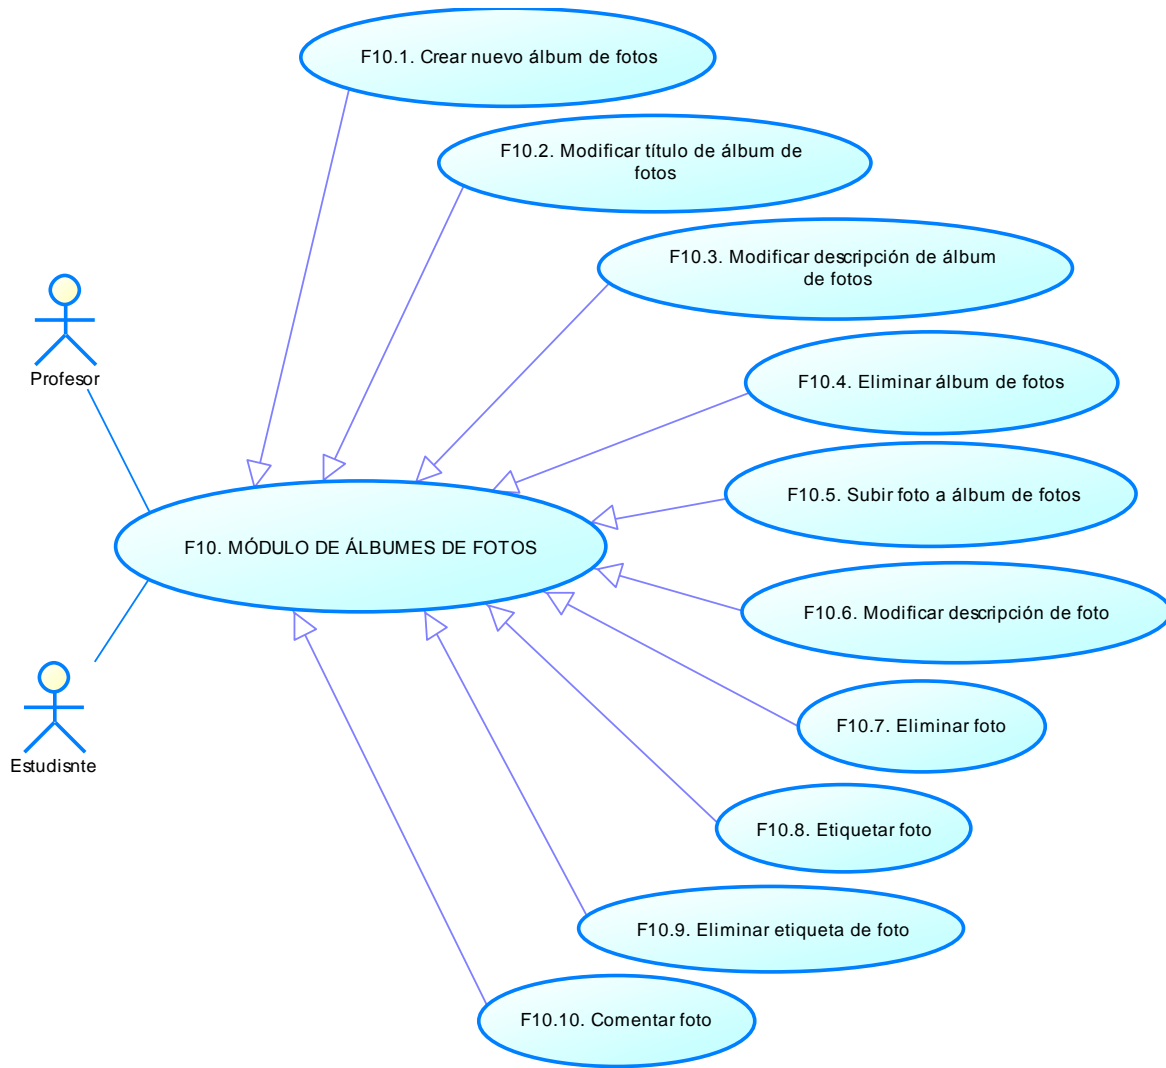 F10.1. Crear nuevo álbum de fotos
F10.2. Modificar título de álbum de
fotos
F10.3. Modificar descripción de álbum
de fotos
Profesor
F10.4. Eliminar álbum de fotos
F10.5. Subir foto a álbum de fotos
F10. MÓDULO DE ÁLBUMES DE FOTOS
F10.6. Modificar descripción de foto
F10.7. Eliminar foto
Estudisnte
F10.8. Etiquetar foto
F10.9. Eliminar etiqueta de foto
F10.10. Comentar foto